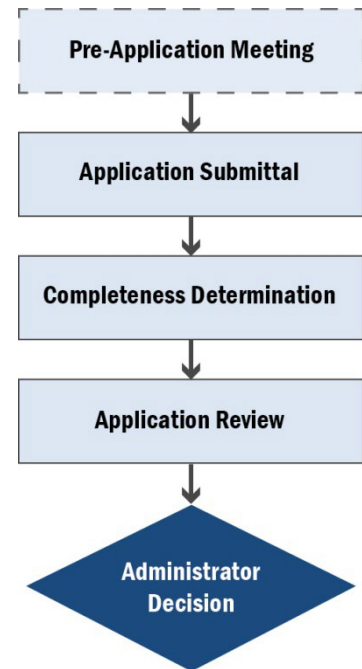 Pre-Application Meeting
Application Submittal
Completeness Determination
Application Review
Administrator
Decision